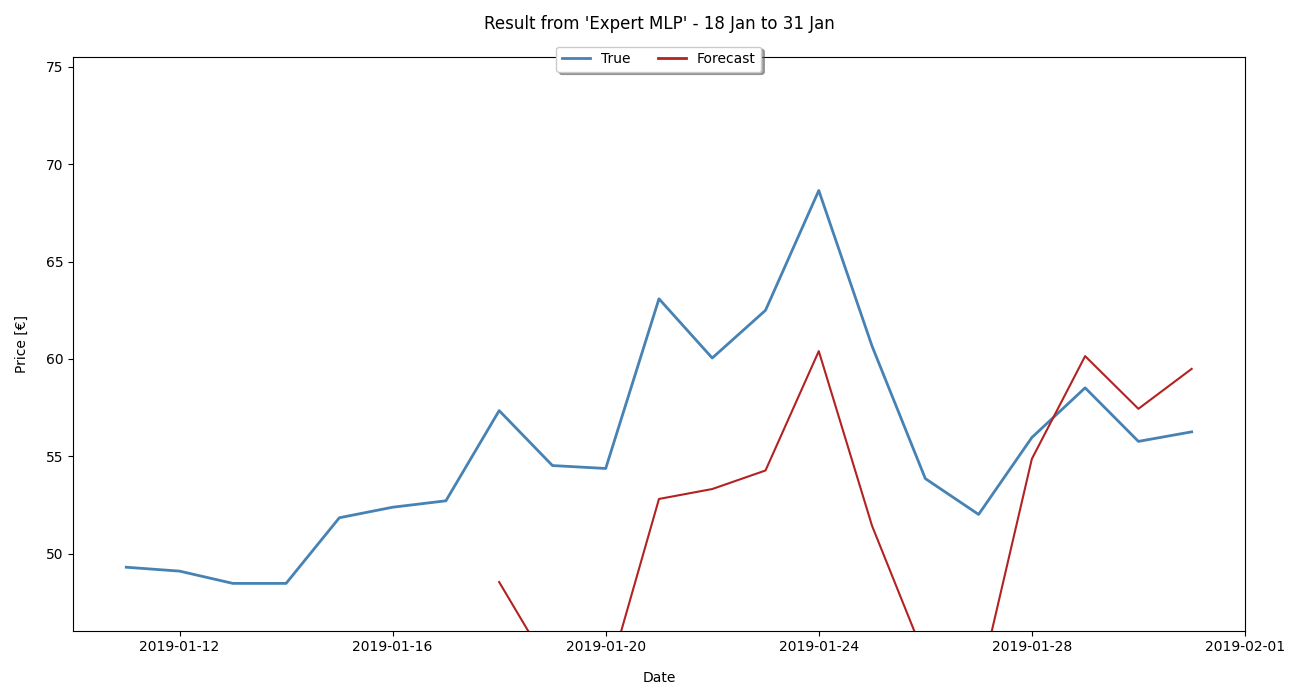 Result from 'Expert MLP' - 18 Jan to 31 Jan
True Forecast
75
70
65
60
55
50
Price [€]
2019-01-12 2019-01-16 2019-01-20 2019-01-24 2019-01-28 2019-02-01
Date